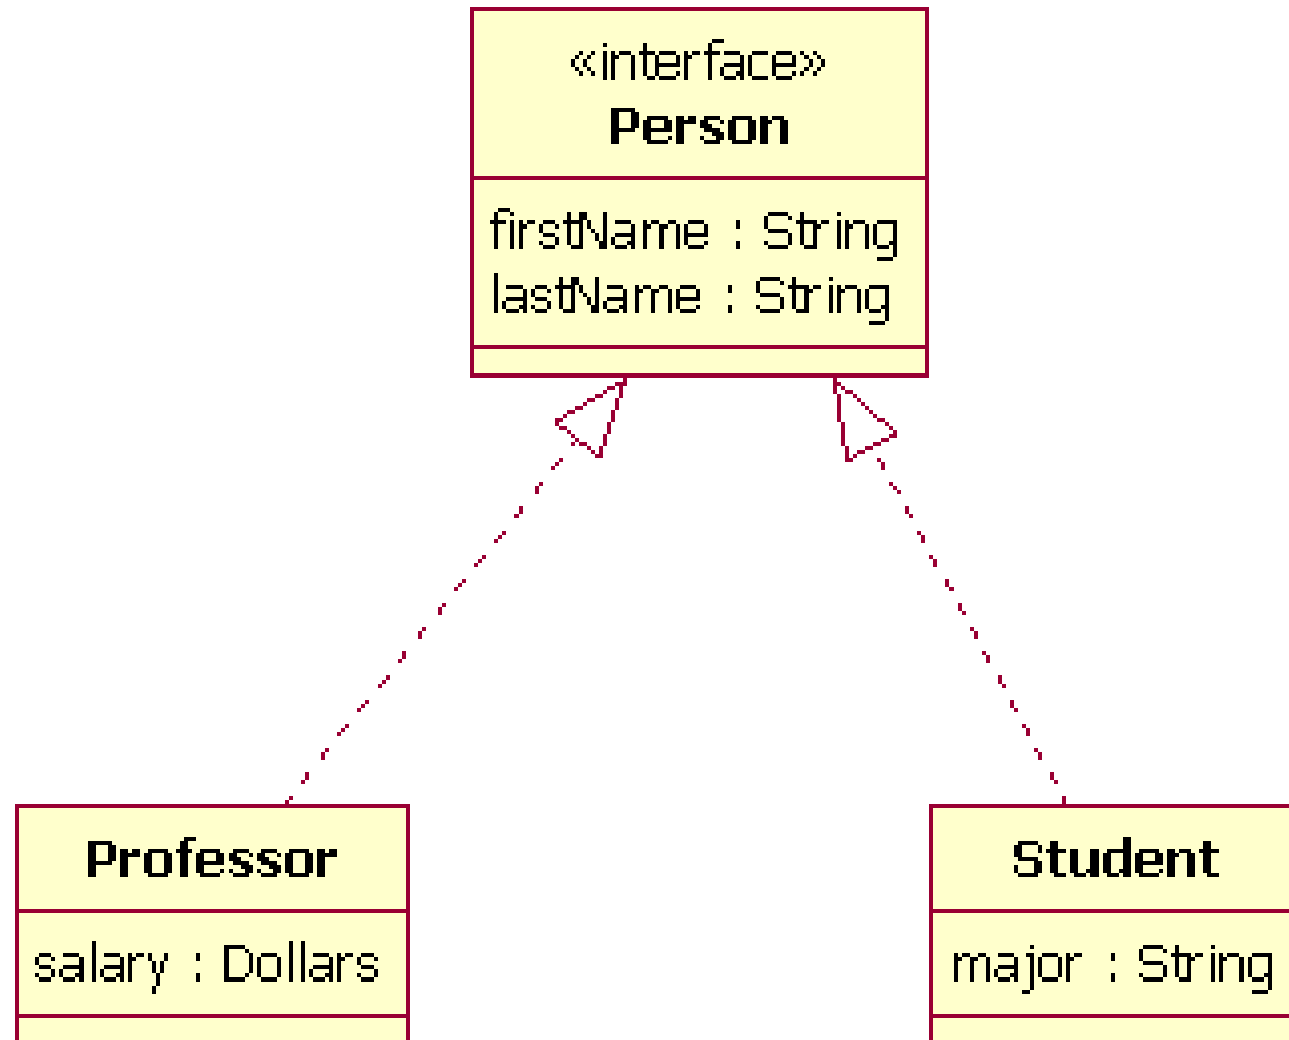 «interface»
Person
firstName : String
lastName : String
Professor
Student
salary : Dollars
major : String